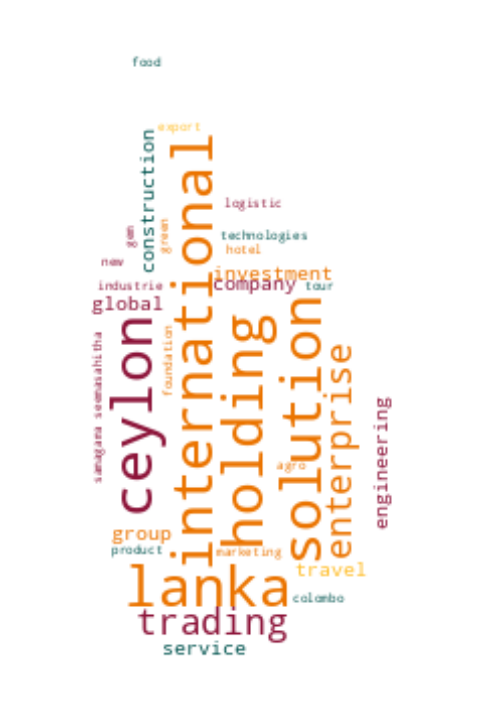 food
export
construction
international
logistic
gem
green
technologies
new
hotel
investment
industrie
company
tour
global
ceylon
holding
solution
foundation
samagama seemasahitha
enterprise
engineering
agro
group
product
marketing
travel
lanka
colombo
trading
service